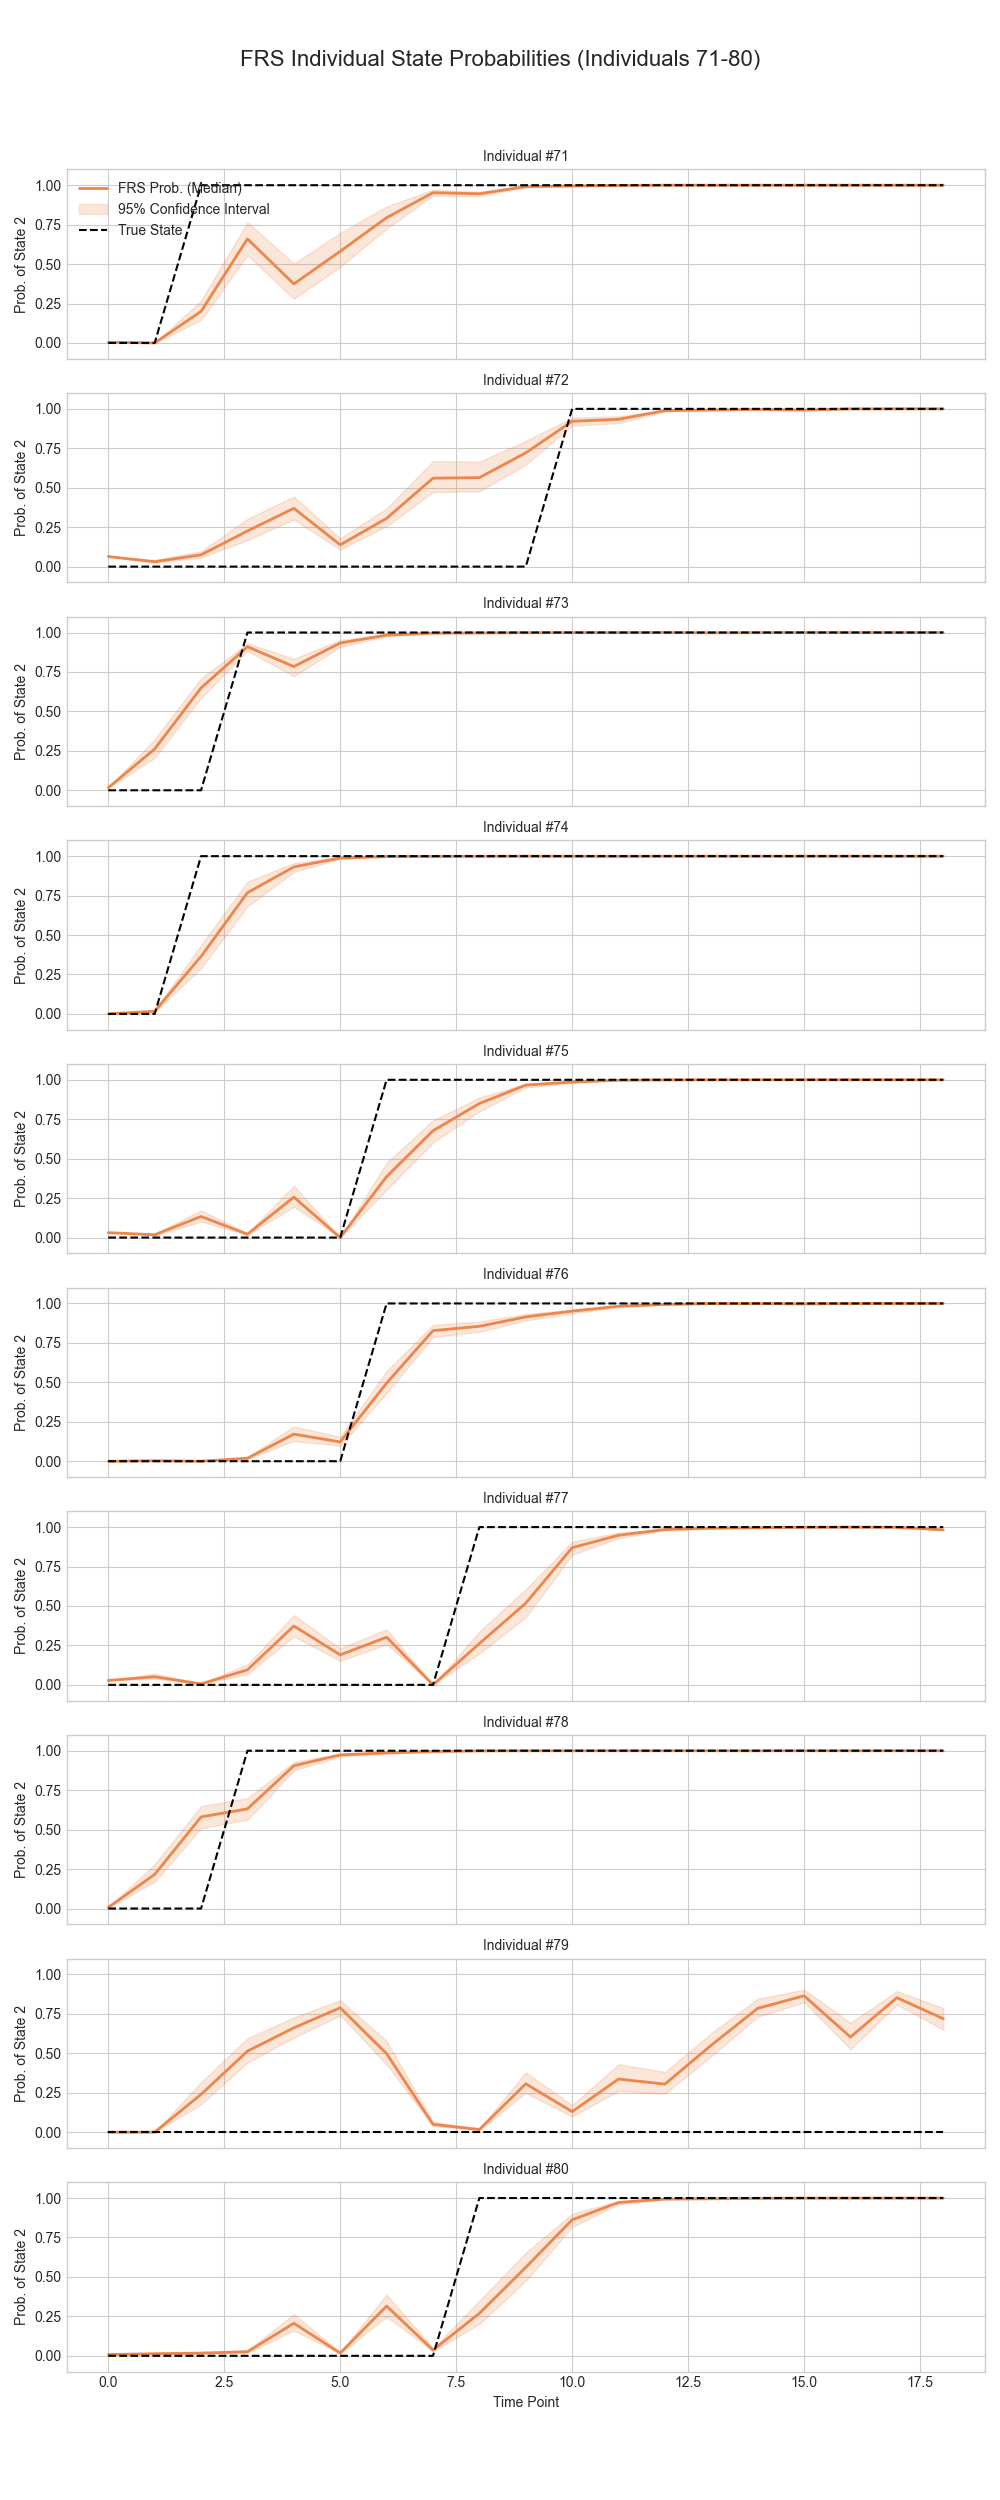 FRS Individual State Probabilities (Individuals 71-80)
Individual #71
FRS Prob. (Median)
95% Confidence Interval
True State
Prob. of State 2
1.00
0.75
0.50
0.25
0.00
Individual #72
Prob. of State 2
1.00
0.75
0.50
0.25
0.00
Individual #73
Prob. of State 2
1.00
0.75
0.50
0.25
0.00
Individual #74
Prob. of State 2
1.00
0.75
0.50
0.25
0.00
Individual #75
Prob. of State 2
1.00
0.75
0.50
0.25
0.00
Individual #76
Prob. of State 2
1.00
0.75
0.50
0.25
0.00
Individual #77
Prob. of State 2
1.00
0.75
0.50
0.25
0.00
Individual #78
Prob. of State 2
1.00
0.75
0.50
0.25
0.00
Individual #79
Prob. of State 2
1.00
0.75
0.50
0.25
0.00
Individual #80
Prob. of State 2
1.00
0.75
0.50
0.25
0.00
0.0 2.5 5.0 7.5 10.0 12.5 15.0 17.5
Time Point